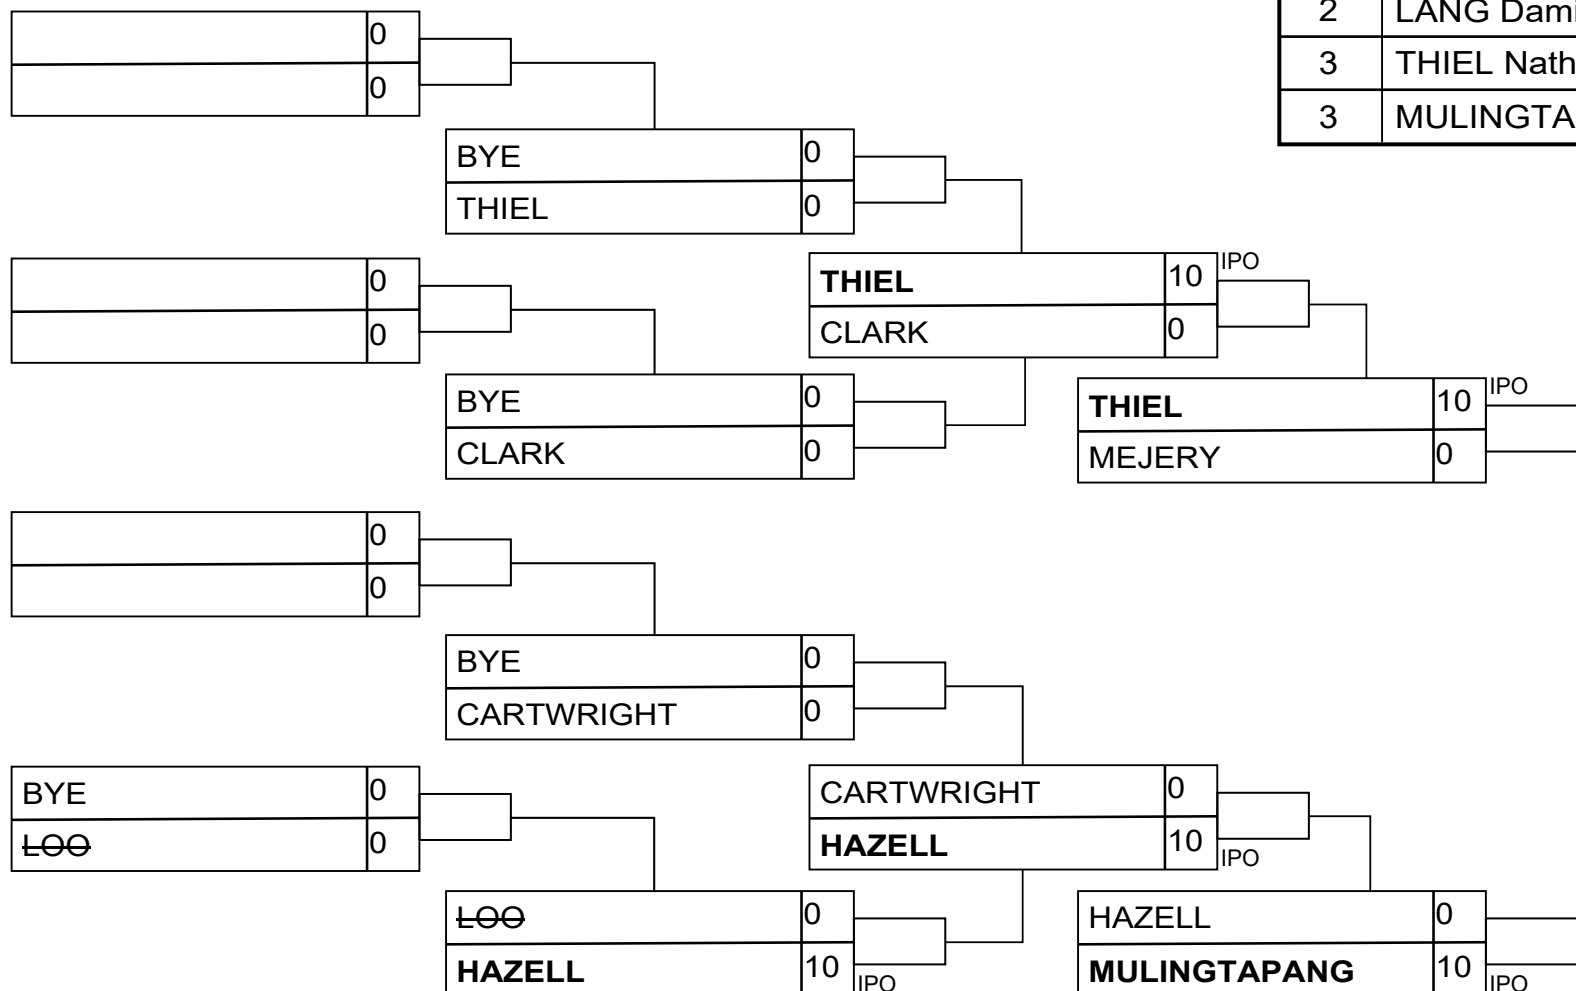 2 LANG Dami
3 THIEL Nath
3 MULINGTA
0
0
BYE 0
THIEL 0
0
0
THIEL 10 IPO
CLARK 0
BYE 0
CLARK 0
THIEL 10 IPO
MEJERY 0
0
0
BYE 0
CARTWRIGHT 0
BYE 0
LOO 0
CARTWRIGHT 0
HAZELL 10 IPO
LOO 0
HAZELL 10 IPO
HAZELL 0
MULINGTAPANG 10 IPO